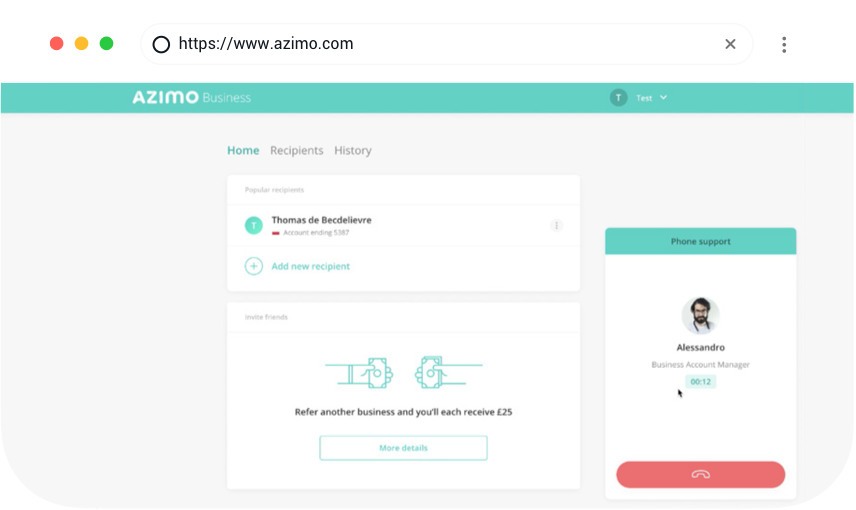 https://www.azimo.com
AZIMO Business
T Test
Home Recipients History
Popular recipients
T Thomas de Becdelievre
Account ending 5387
Add new recipient
Invite friends
Refer another business and you'll each receive £25
More details
Phone support
Alessandro
Business Account Manager
00:12